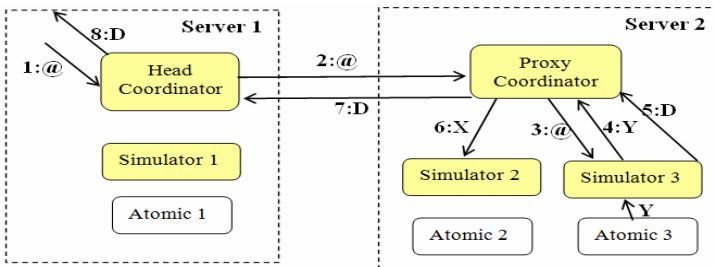 Server 1
8:D
1:@
Head
Coordinator
2:@
7:D
Simulator 1
Atomic 1
Server 2
Proxy
Coordinator
6:X
3:@
4:Y
5:D
Simulator 2
Simulator 3
Y
Atomic 2
Atomic 3